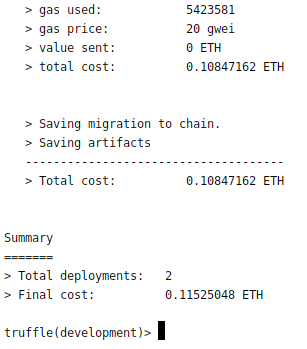 > gas used: 5423581
> gas price: 20 gwei
> value sent: 0 ETH
> total cost: 0.10847162 ETH
> Saving migration to chain.
> Saving artifacts
-------------------------------------
> Total cost: 0.10847162 ETH
Summary
=======
> Total deployments: 2
> Final cost: 0.11525048 ETH
truffle(development)>